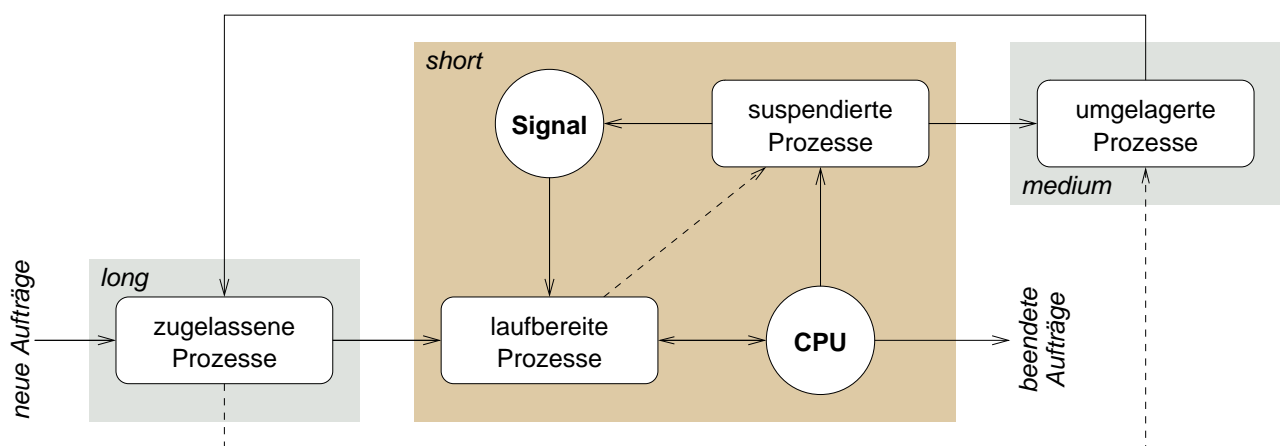 short
Signal
suspendierte
Prozesse
umgelagerte
Prozesse
medium
neue Aufträge
long
zugelassene
Prozesse
laufbereite
Prozesse
CPU
beendete
Aufträge